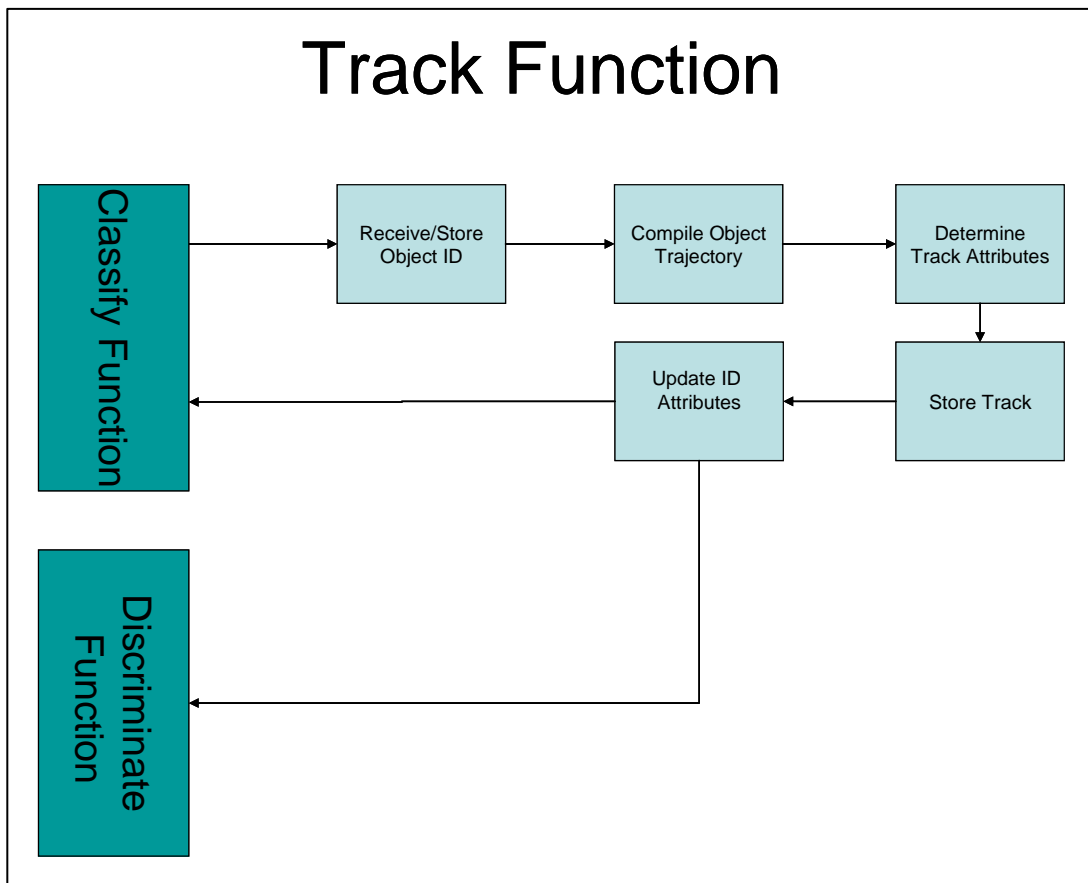 Track Function
Classify Function
Receive/Store
Object ID
Compile Object
Trajectory
Determine
Track Attributes
Update ID
Attributes
Store Track
Discriminate
Function